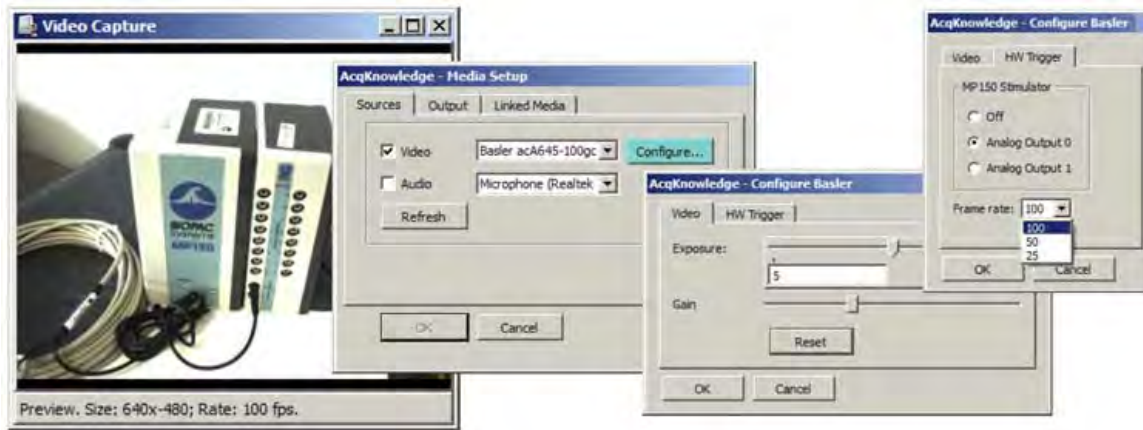 Video Capture
BIOPAC
MP150
Preview. Size: 640x-480; Rate: 100 fps.
AcqKnowledge - Media Setup
Sources
Output
Linked Media
Video
Basler acA645-100gc
Configure...
Audio
Microphone (Realtek
Refresh
OK
Cancel
AcqKnowledge - Configure Basler
Video
HW Trigger
Exposure:
5
Gain
Reset
OK
Cancel
AcqKnowledge - Configure Basler
Video
HW Trigger
MP150 Stimulator
Off
Analog Output 0
Analog Output 1
Frame rate: 100
100
50
25
OK
Cancel